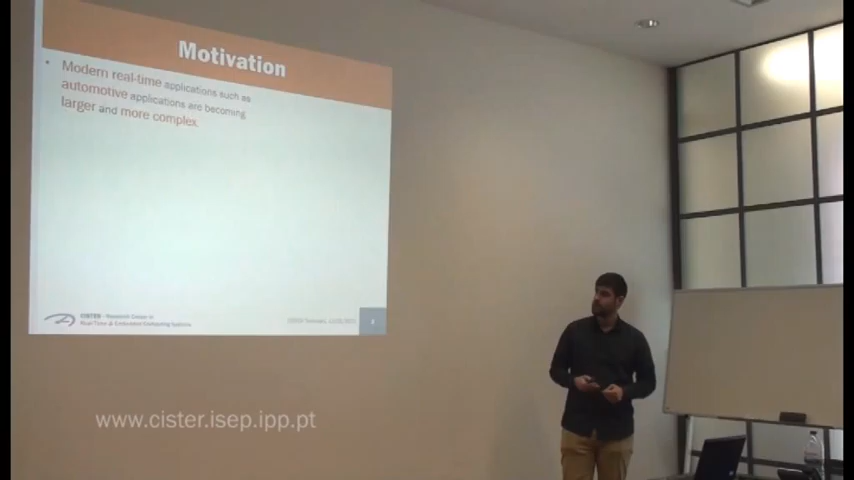 Motivation
• Modern real-time applications such as
automotive applications are becoming
larger and more complex
CISTER - Research Center in
Real-Time & Embedded Computing Systems
www.cister.isep.ipp.pt